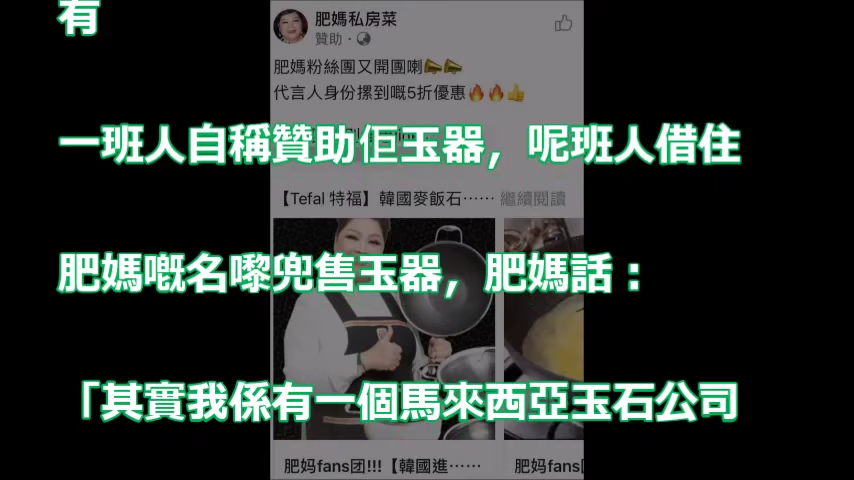 有
一班人自稱贊助佢玉器，呢班人借住
肥媽嘅名嚟兜售玉器，肥媽話：
「其實我係有一個馬來西亞玉石公司
肥媽私房菜
贊助
肥媽粉絲團又開團喇
代言人身份摞到嘅5折優惠
【Tefal 特福】韓國麥飯石⋯⋯ 繼續閱讀
肥妈fans团!!!【韓國進⋯⋯
肥妈fans団